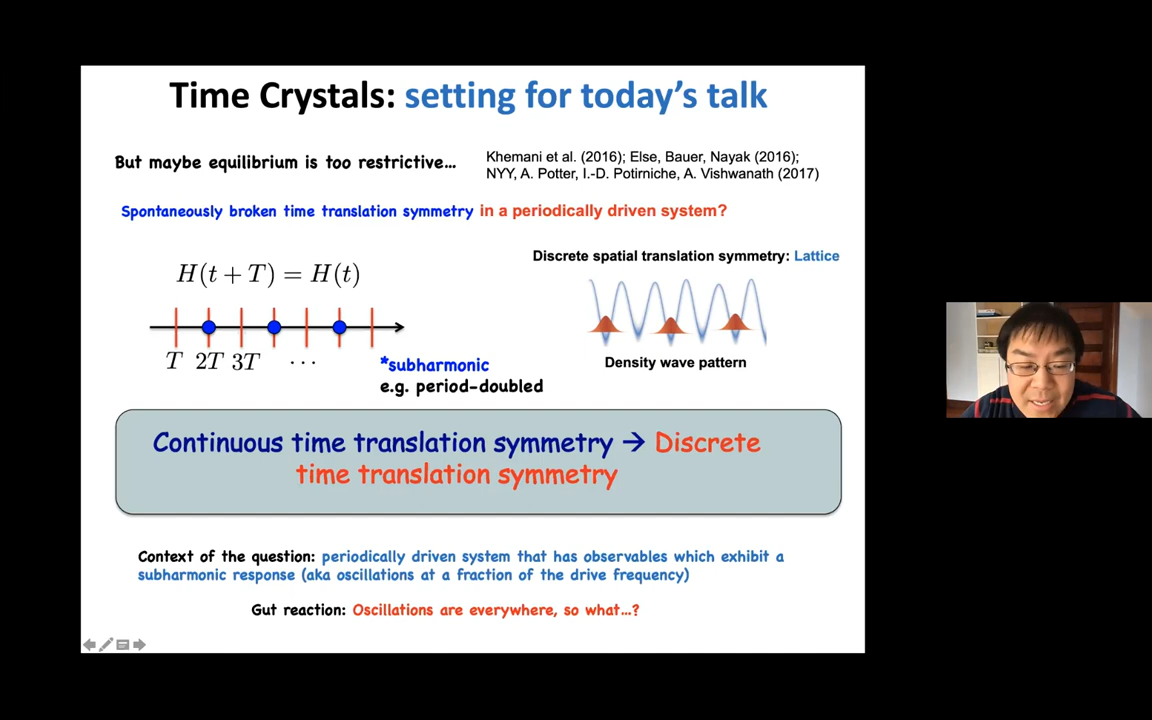 Time Crystals: setting for today's talk
But maybe equilibrium is too restrictive...
Khemani et al. (2016); Else, Bauer, Nayak (2016);
NYY, A. Potter, I.-D. Potirniche, A. Vishwanath (2017)
Spontaneously broken time translation symmetry in a periodically driven system?
Discrete spatial translation symmetry: Lattice
H(t + T) = H(t)
T 2T 3T ...
*subharmonic
e.g. period-doubled
Density wave pattern
Continuous time translation symmetry → Discrete
time translation symmetry
Context of the question: periodically driven system that has observables which exhibit a
subharmonic response (aka oscillations at a fraction of the drive frequency)
Gut reaction: Oscillations are everywhere, so what...?